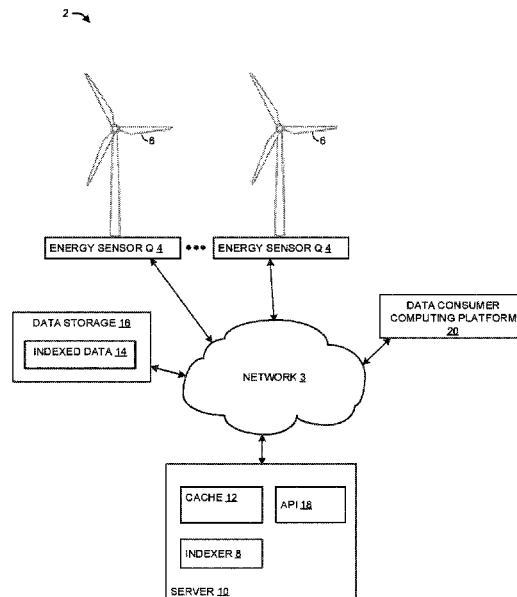 2
6
6
ENERGY SENSOR Q 4
ENERGY SENSOR Q 4
DATA STORAGE 16
INDEXED DATA 14
DATA CONSUMER
COMPUTING PLATFORM
20
NETWORK 3
CACHE 12
API 18
INDEXER 8
SERVER 10